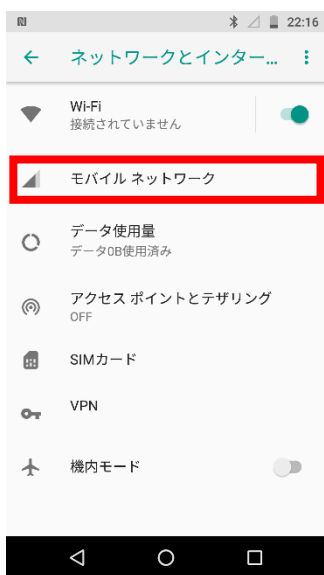 22:16
ネットワークとインター...
Wi-Fi
接続されていません
モバイル ネットワーク
データ使用量
データ0B使用済み
アクセス ポイントとテザリング
OFF
SIMカード
VPN
機内モード